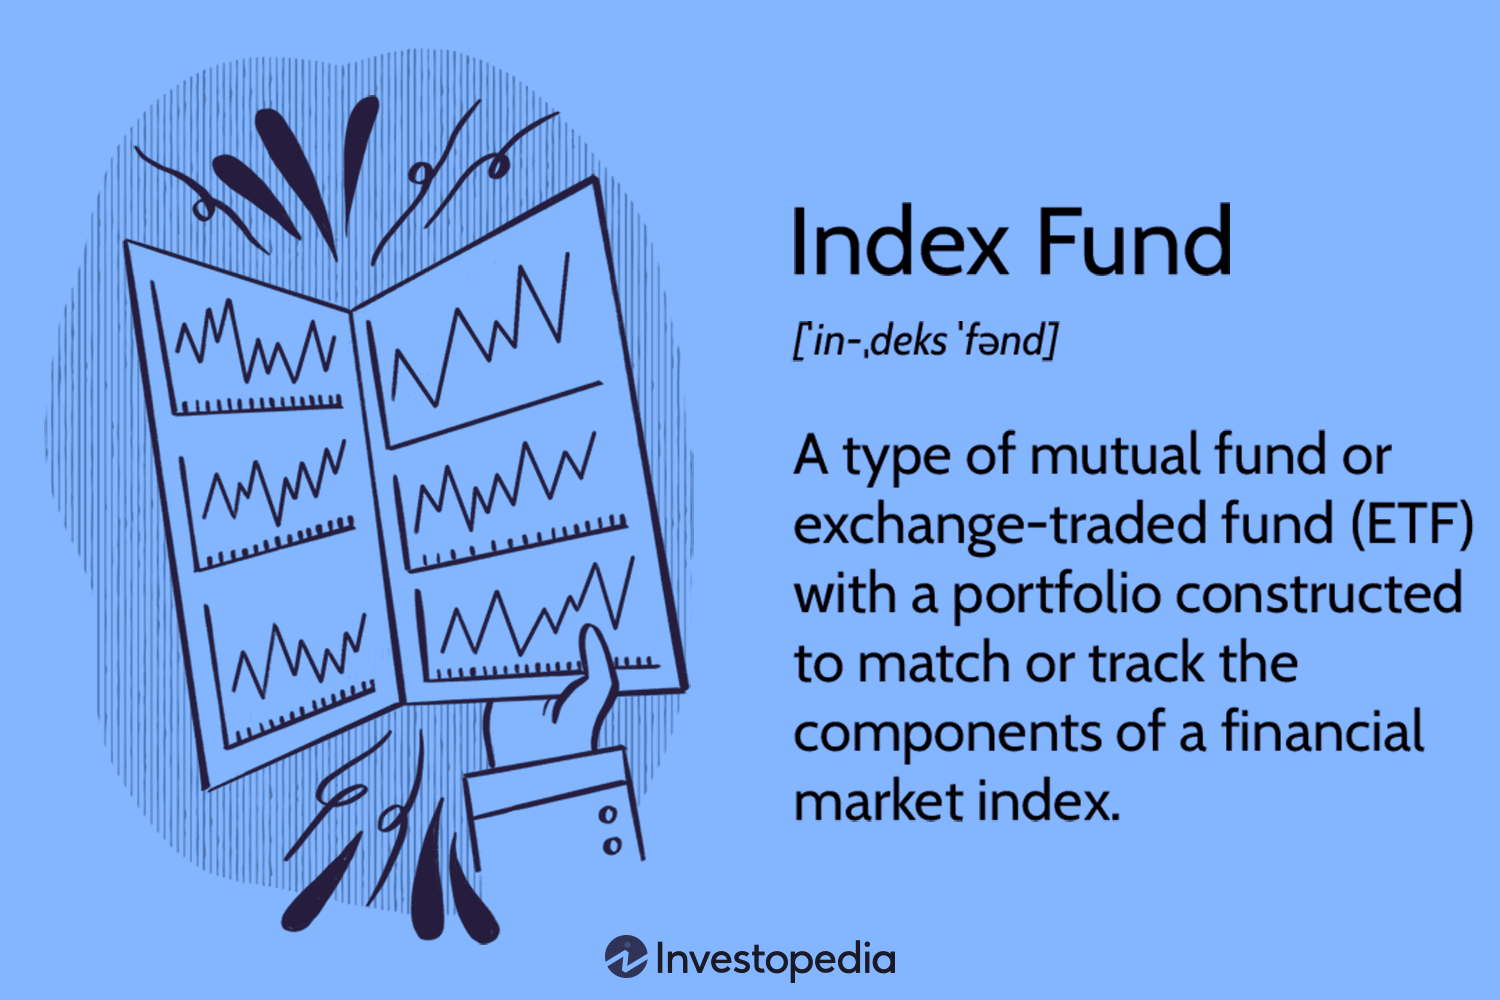 Index Fund
[ˈin-ˌdeks ˈfənd]
A type of mutual fund or
exchange-traded fund (ETF)
with a portfolio constructed
to match or track the
components of a financial
market index.
Investopedia